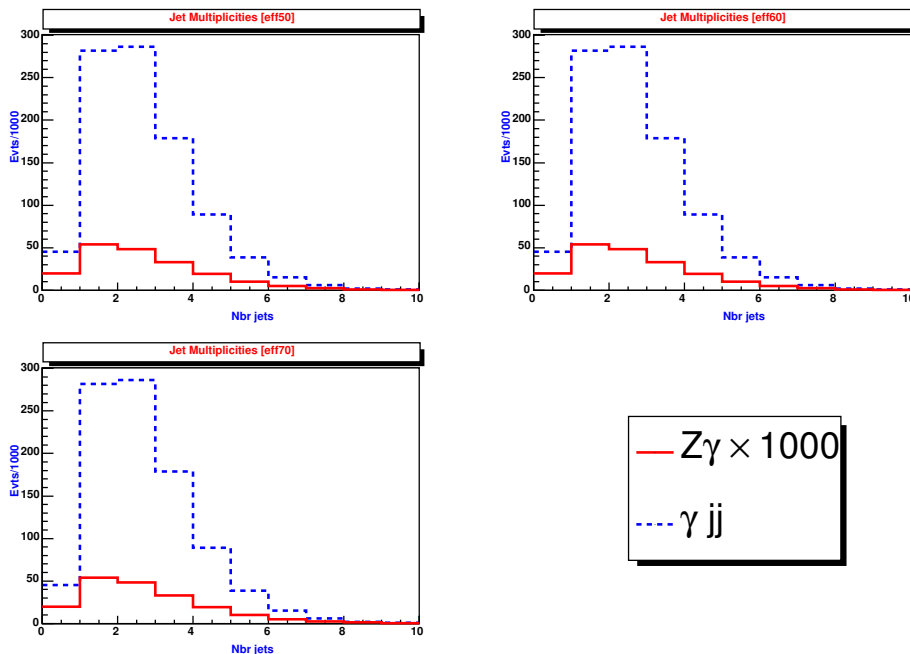 Jet Multiplicities [eff50]
Evts/1000
300
250
200
150
100
50
0
0 2 4 6 8 10
Nbr jets
Jet Multiplicities [eff60]
Evts/1000
300
250
200
150
100
50
0
0 2 4 6 8 10
Nbr jets
Jet Multiplicities [eff70]
Evts/1000
300
250
200
150
100
50
0
0 2 4 6 8 10
Nbr jets
Zγ × 1000
γ jj